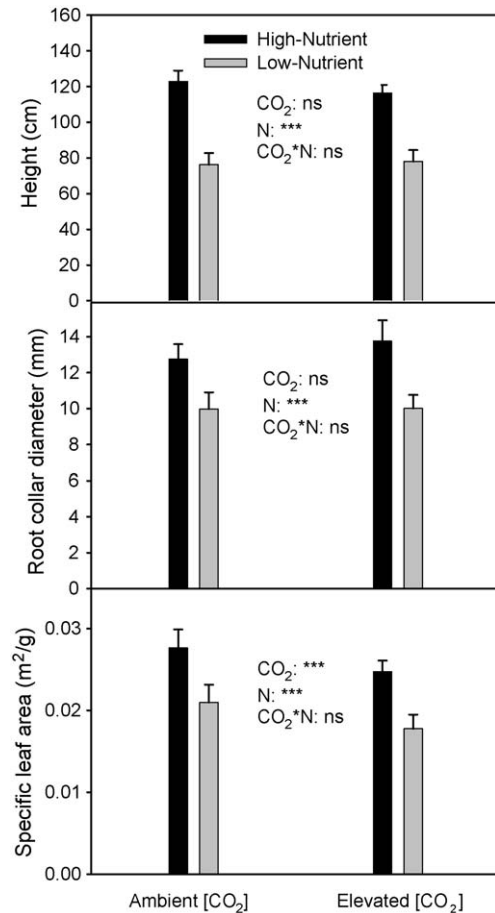 160
High-Nutrient
140
Low-Nutrient
120
CO₂: ns
100
N: ***
80
CO₂*N: ns
60
40
20
0
Height (cm)
14
12
CO₂: ns
10
N: ***
8
CO₂*N: ns
6
4
2
0
Root collar diameter (mm)
0.03
CO₂: ***
N: ***
0.02
CO₂*N: ns
0.01
0.00
Specific leaf area (m²/g)
Ambient [CO₂]
Elevated [CO₂]